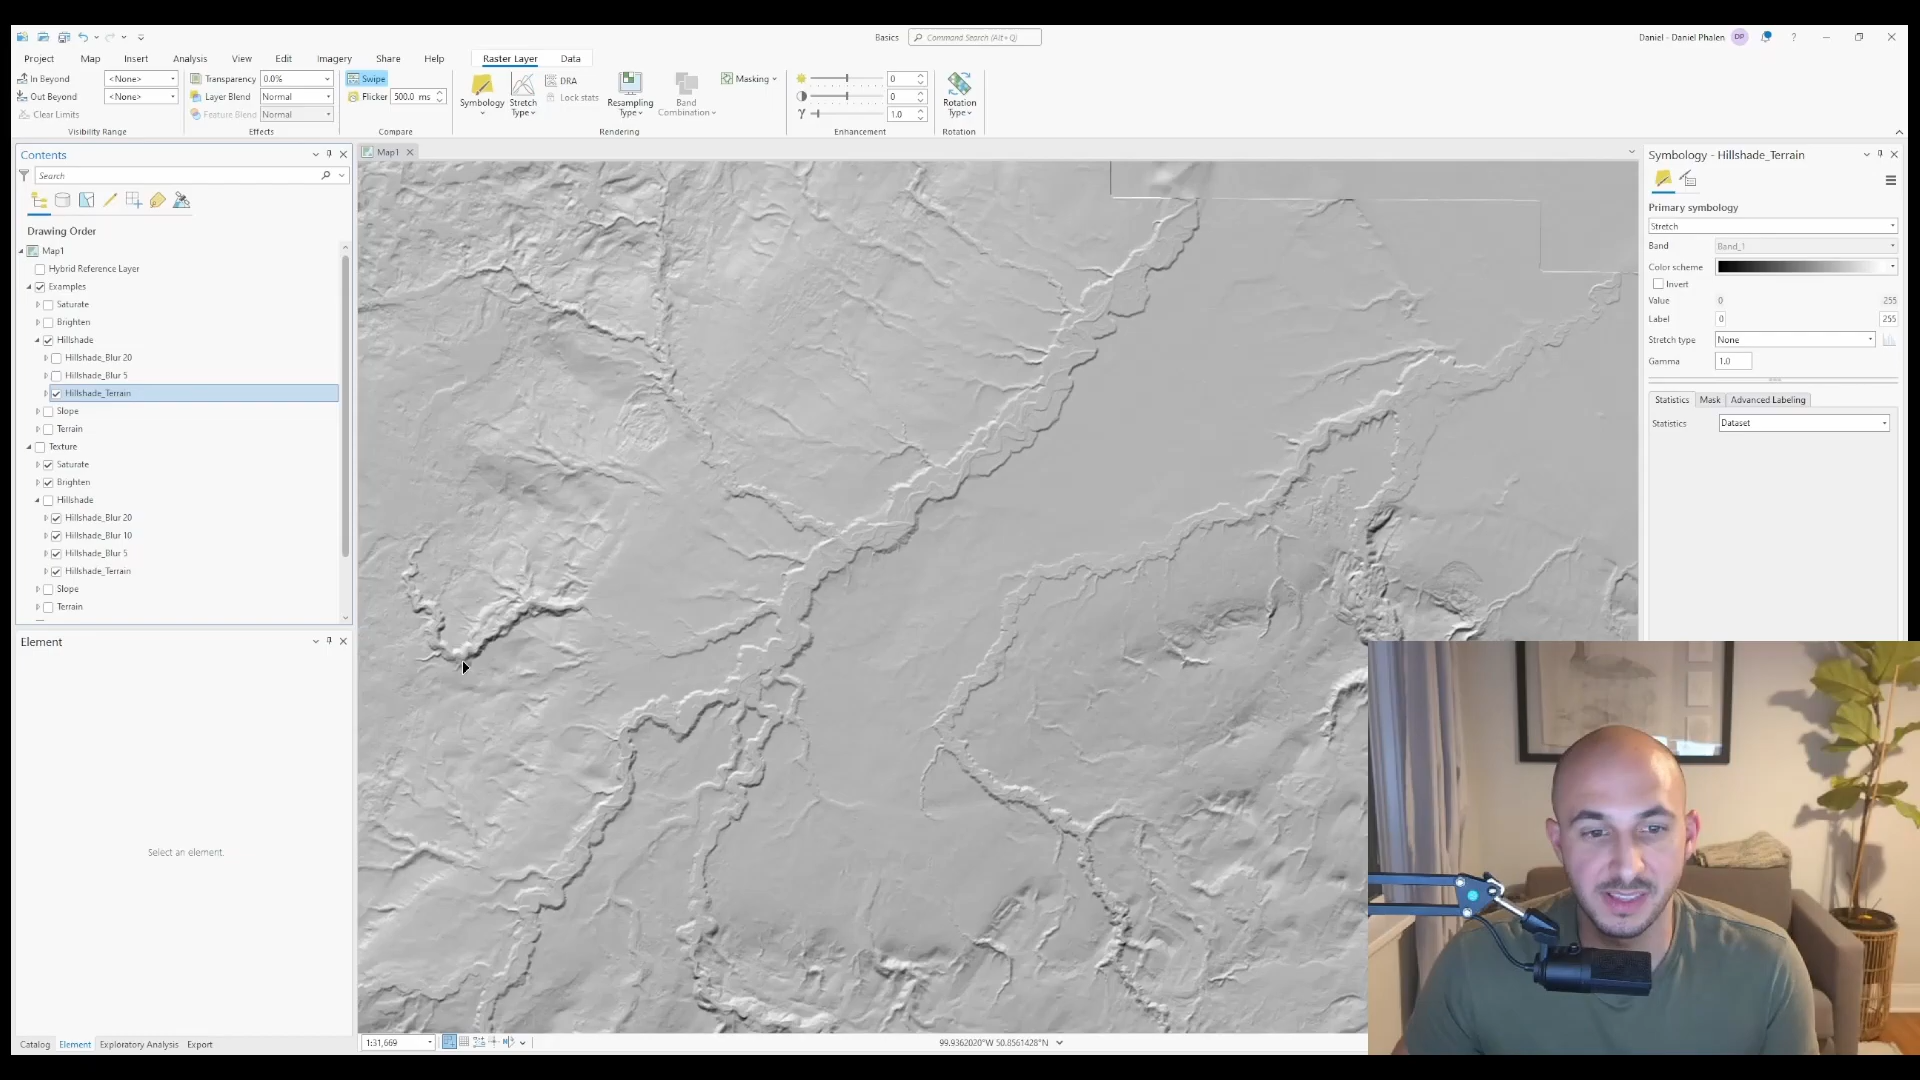 Basics
Command Search (Alt+Q)
Daniel - Daniel Phalen
DP
?
Project
Map
Insert
Analysis
View
Edit
Imagery
Share
Help
Raster Layer
Data
In Beyond
<None>
Out Beyond
<None>
Clear Limits
Visibility Range
Transparency
0.0%
Layer Blend
Normal
Feature Blend
Normal
Effects
Swipe
Flicker
500.0 ms
Compare
Symbology
Stretch
Type
DRA
Lock stats
Resampling
Type
Band
Combination
Masking
Rendering
0
0
1.0
Enhancement
Rotation
Type
Rotation
Contents
Search
Drawing Order
Map1
Hybrid Reference Layer
Examples
Saturate
Brighten
Hillshade
Hillshade_Blur 20
Hillshade_Blur 5
Hillshade_Terrain
Slope
Terrain
Texture
Saturate
Brighten
Hillshade
Hillshade_Blur 20
Hillshade_Blur 10
Hillshade_Blur 5
Hillshade_Terrain
Slope
Terrain
Element
Select an element.
Catalog
Element
Exploratory Analysis
Export
Map1
1:31,669
99.9362020°W 50.8561428°N
Symbology - Hillshade_Terrain
Primary symbology
Stretch
Band
Band_1
Color scheme
Invert
Value
0
255
Label
0
255
Stretch type
None
Gamma
1.0
Statistics
Mask
Advanced Labeling
Statistics
Dataset